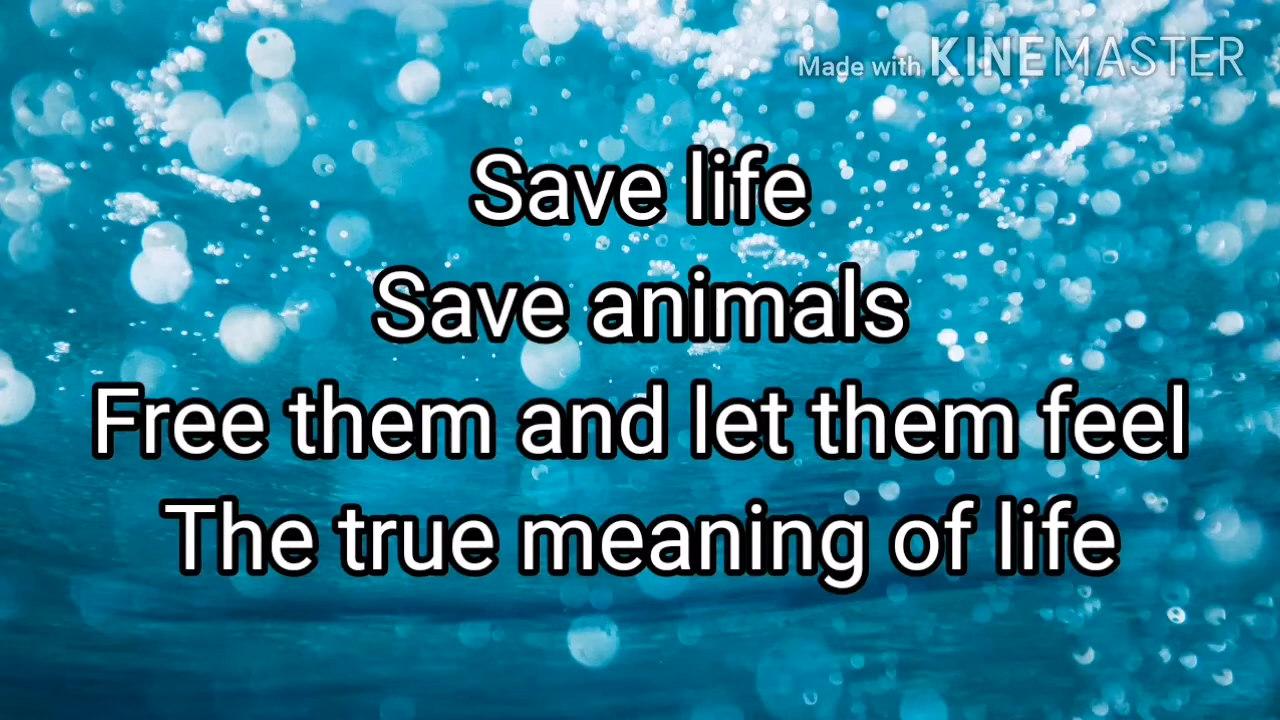 Made with KINEMASTER
Save life
Save animals
Free them and let them feel
The true meaning of life